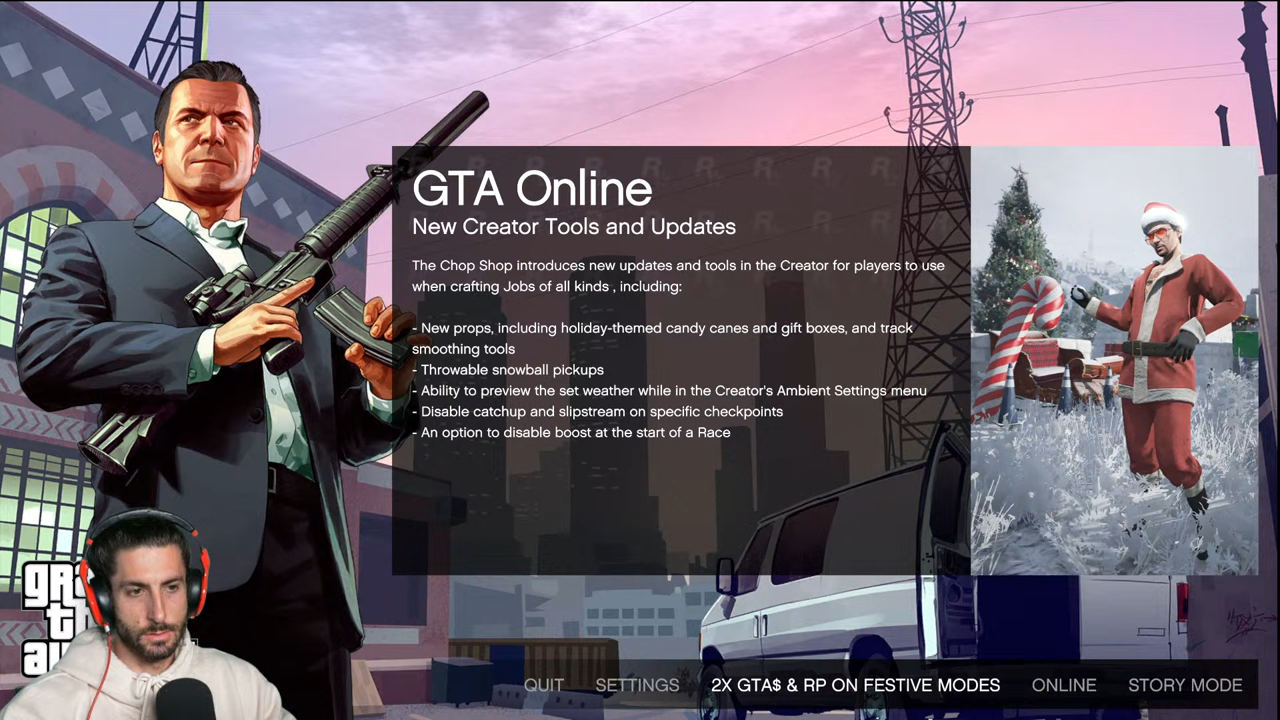 GTA Online
New Creator Tools and Updates
The Chop Shop introduces new updates and tools in the Creator for players to use
when crafting Jobs of all kinds , including:
- New props, including holiday-themed candy canes and gift boxes, and track
smoothing tools
- Throwable snowball pickups
- Ability to preview the set weather while in the Creator's Ambient Settings menu
- Disable catchup and slipstream on specific checkpoints
- An option to disable boost at the start of a Race
QUIT SETTINGS 2X GTA$ & RP ON FESTIVE MODES ONLINE STORY MODE